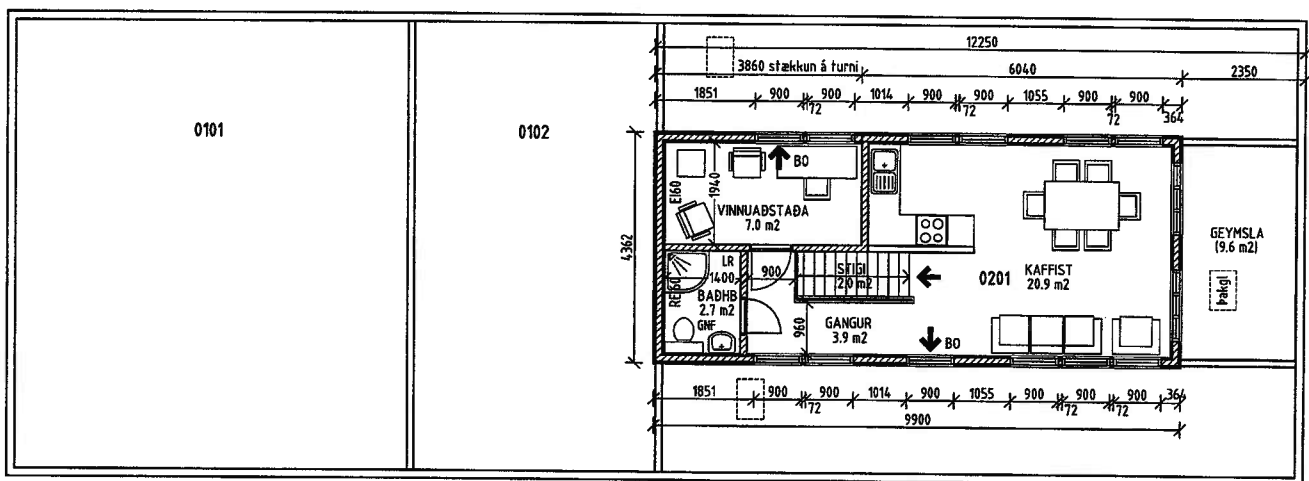 12250
3860 stækkun á turni 6040 2350
1851 900 900 1014 900 900 1055 900 900
72 72 72 364
0101
0102
BO
EI60
1940
VINNUAÐSTAÐA
7.0 m2
4362
GEYMSLA
(9.6 m2)
LR
1400 900
STIGI
2.0 m2
0201
KAFFIST
20.9 m2
REI60
BAÐHB
2.7 m2
GNF
960
GANGUR
3.9 m2
BO
Þakgl
1851 900 900 1014 900 1055 900 900 900 364
72 72 72
9900